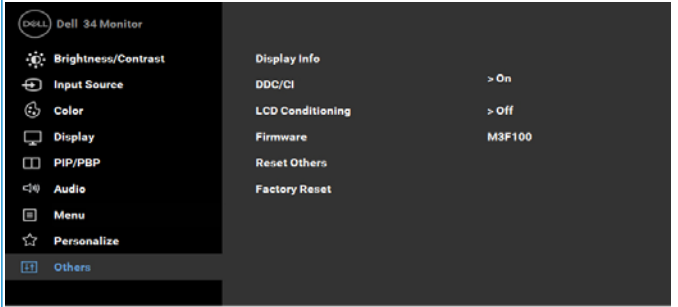 DELL Dell 34 Monitor
Brightness/Contrast
Input Source
Color
Display
PIP/PBP
Audio
Menu
Personalize
Others
Display Info
DDC/CI > On
LCD Conditioning > Off
Firmware M3F100
Reset Others
Factory Reset